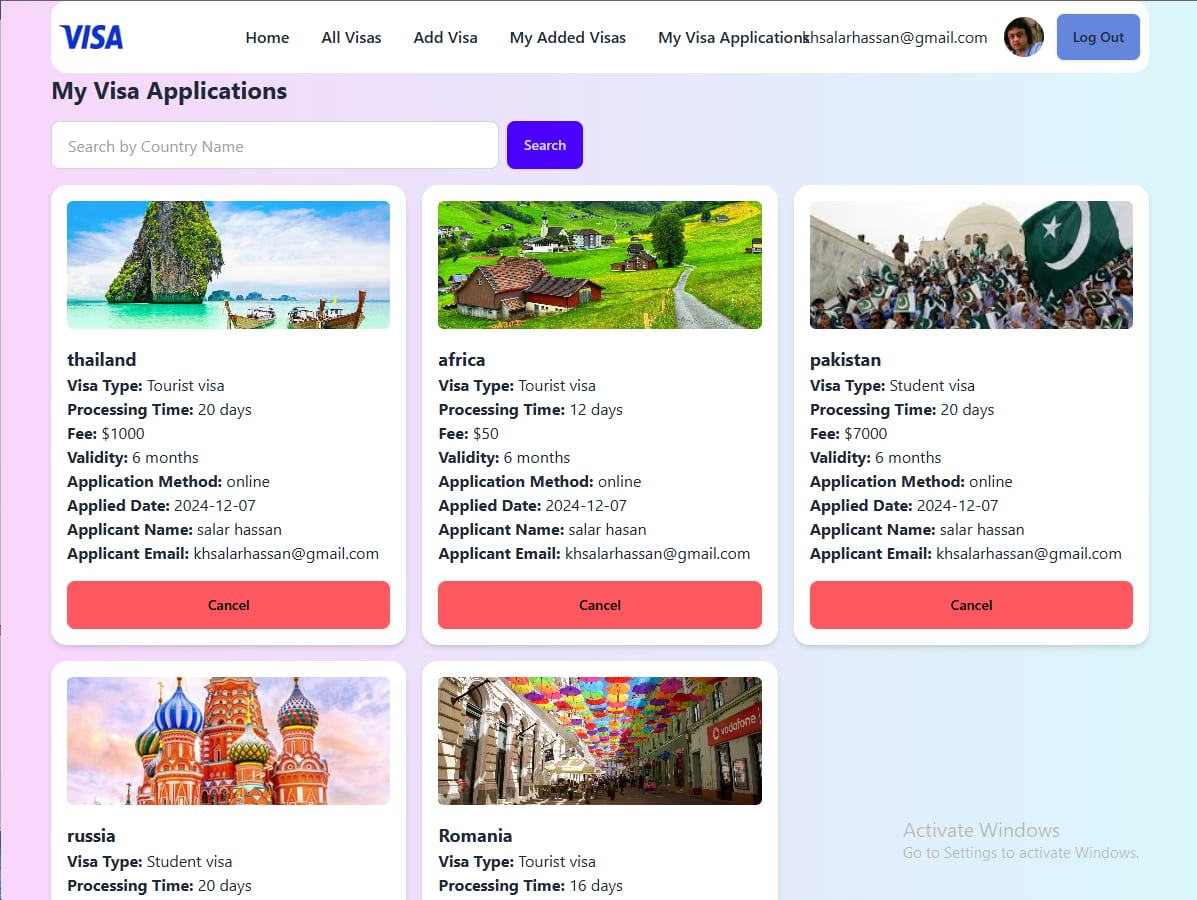 VISA
Home
All Visas
Add Visa
My Added Visas
My Visa Applications
khsalarhassan@gmail.com
Log Out
My Visa Applications
Search by Country Name
Search
thailand
Visa Type: Tourist visa
Processing Time: 20 days
Fee: $1000
Validity: 6 months
Application Method: online
Applied Date: 2024-12-07
Applicant Name: salar hassan
Applicant Email: khsalarhassan@gmail.com
Cancel
africa
Visa Type: Tourist visa
Processing Time: 12 days
Fee: $50
Validity: 6 months
Application Method: online
Applied Date: 2024-12-07
Applicant Name: salar hasan
Applicant Email: khsalarhassan@gmail.com
Cancel
pakistan
Visa Type: Student visa
Processing Time: 20 days
Fee: $7000
Validity: 6 months
Application Method: online
Applied Date: 2024-12-07
Applicant Name: salar hassan
Applicant Email: khsalarhassan@gmail.com
Cancel
russia
Visa Type: Student visa
Processing Time: 20 days
vodafone
Romania
Visa Type: Tourist visa
Processing Time: 16 days
Activate Windows
Go to Settings to activate Windows.